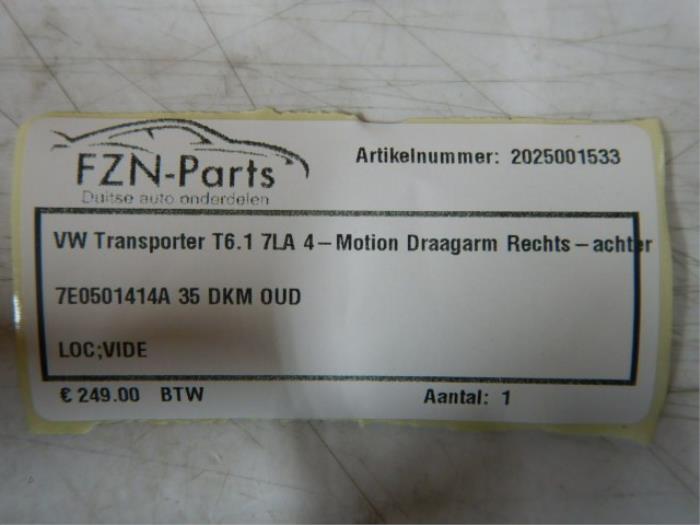 FZN-Parts
Duitse auto onderdelen
Artikelnummer: 2025001533
VW Transporter T6.1 7LA 4-Motion Draagarm Rechts-achter
7E0501414A 35 DKM OUD
LOC;VIDE
€ 249.00 BTW
Aantal: 1